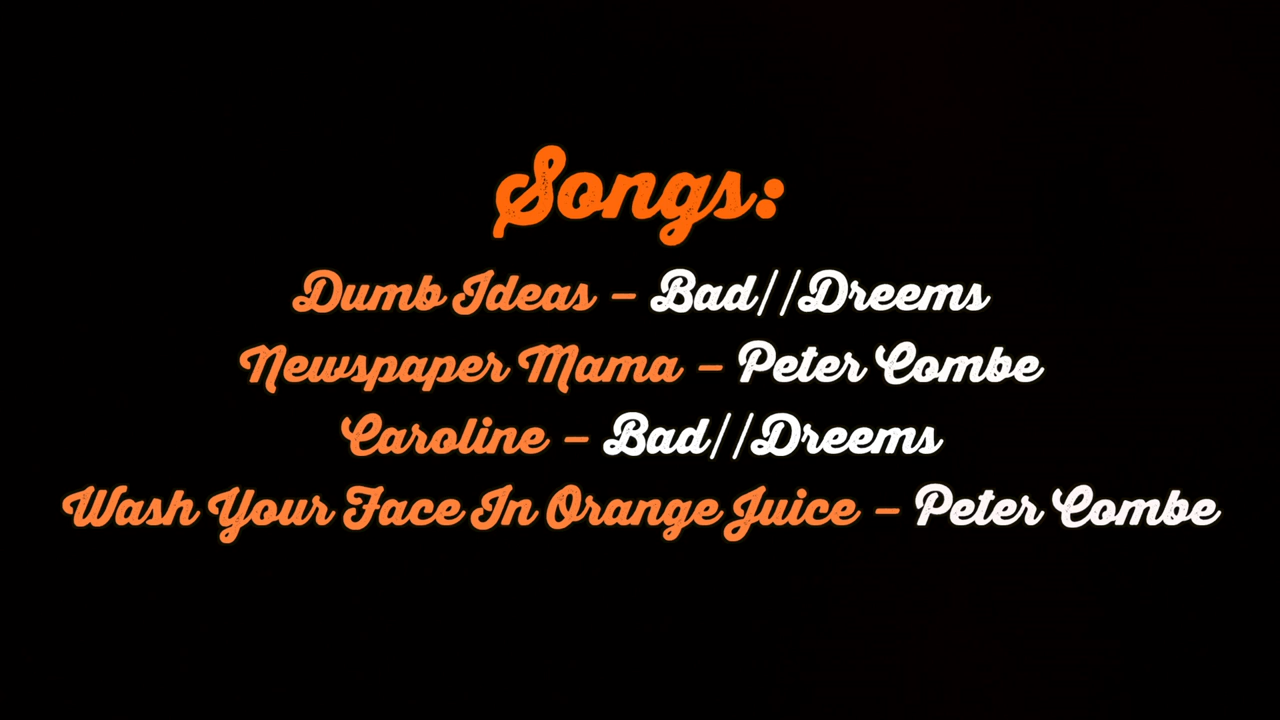 Songs:
Dumb Ideas - Bad//Dreems
Newspaper Mama - Peter Combe
Caroline - Bad//Dreems
Wash Your Face In Orange Juice - Peter Combe